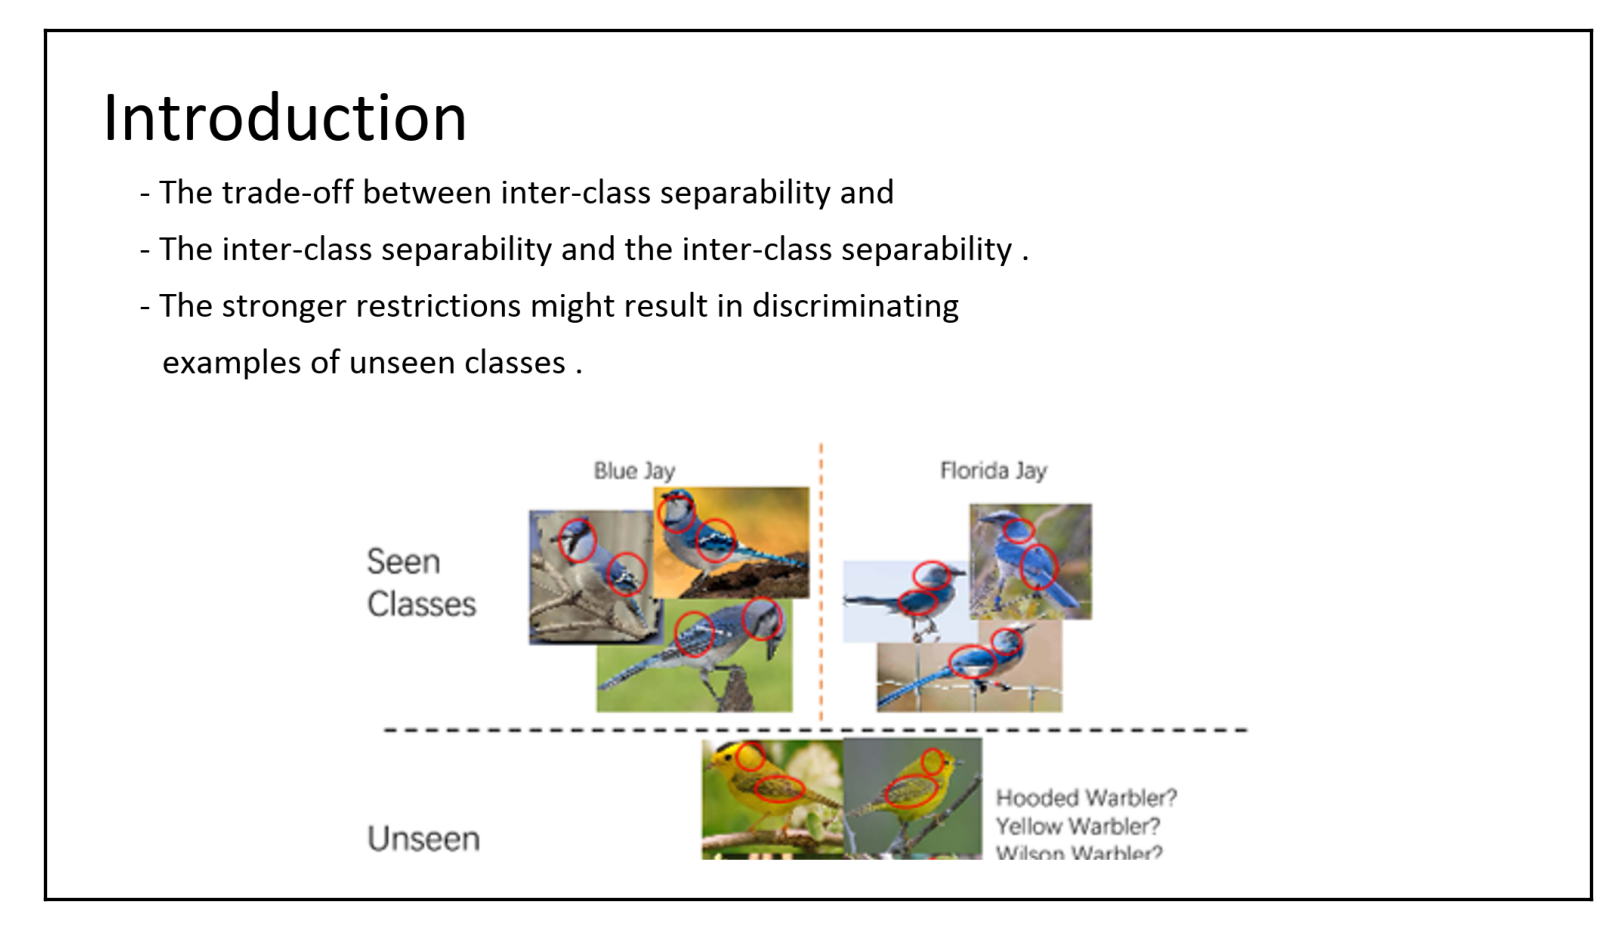 Introduction
- The trade-off between inter-class separability and
- The inter-class separability and the inter-class separability .
- The stronger restrictions might result in discriminating
examples of unseen classes .
Blue Jay
Florida Jay
Seen
Classes
Unseen
Hooded Warbler?
Yellow Warbler?
Wilson Warbler?